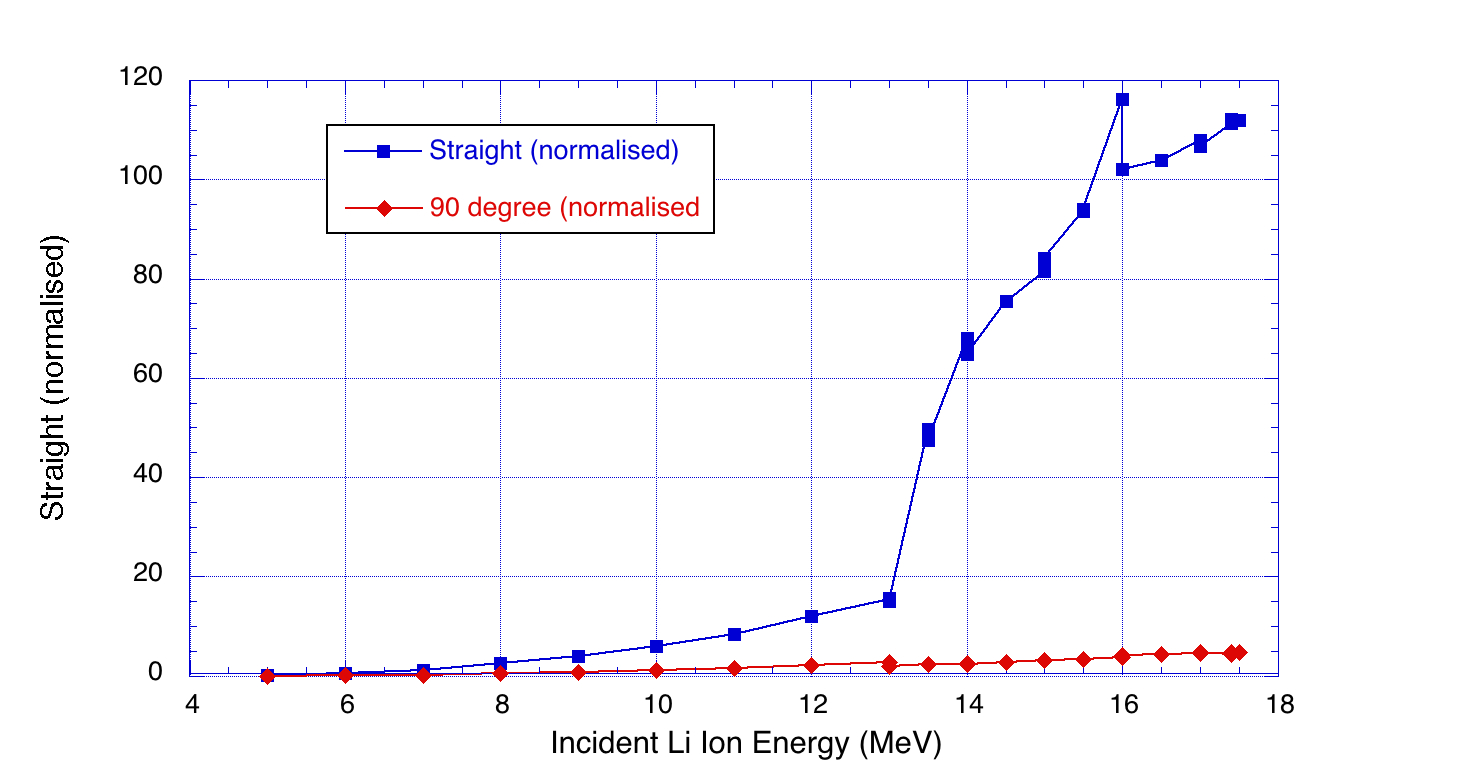 120
100
80
60
40
20
0
Straight (normalised)
Straight (normalised)
90 degree (normalised
4 6 8 10 12 14 16 18
Incident Li Ion Energy (MeV)